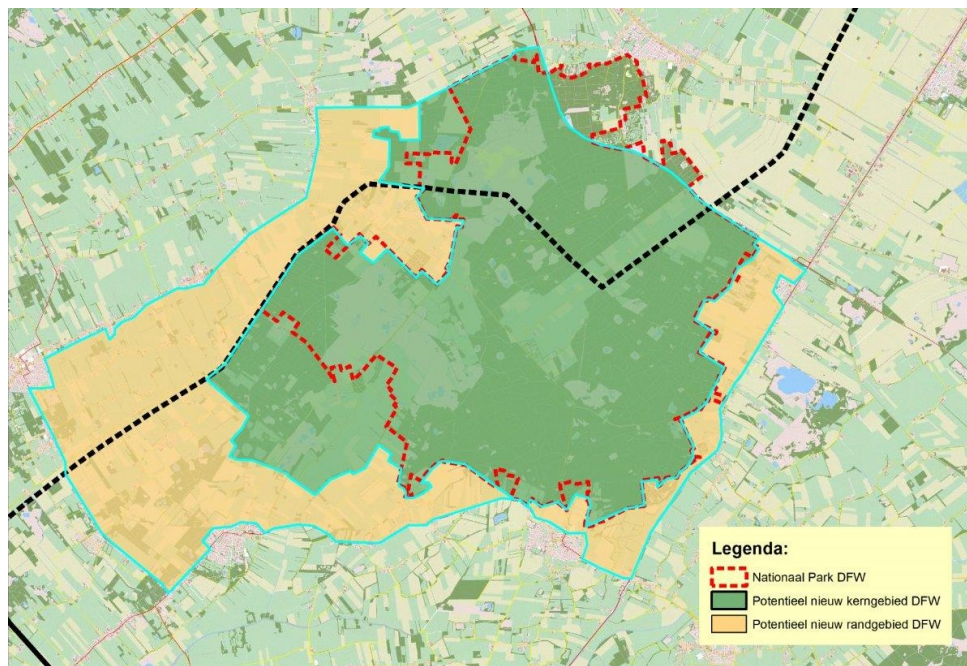 Legenda:
Nationaal Park DFW
Potentieel nieuw kerngebied DFW
Potentieel nieuw randgebied DFW